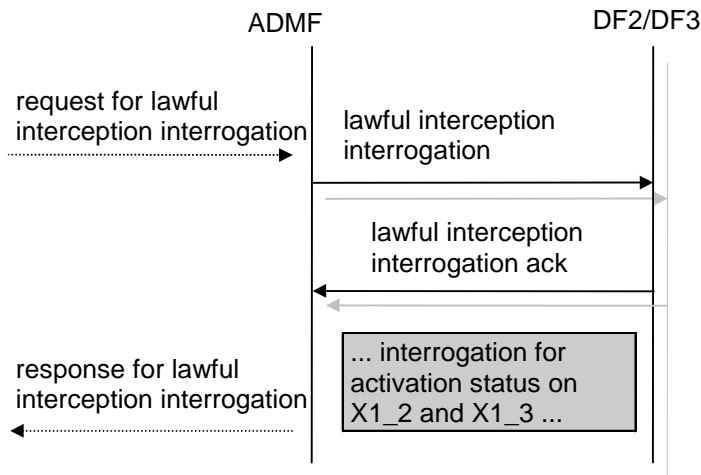 ADMF
DF2/DF3
request for lawful
interception interrogation
lawful interception
interrogation
lawful interception
interrogation ack
... interrogation for
activation status on
X1_2 and X1_3 ...
response for lawful
interception interrogation